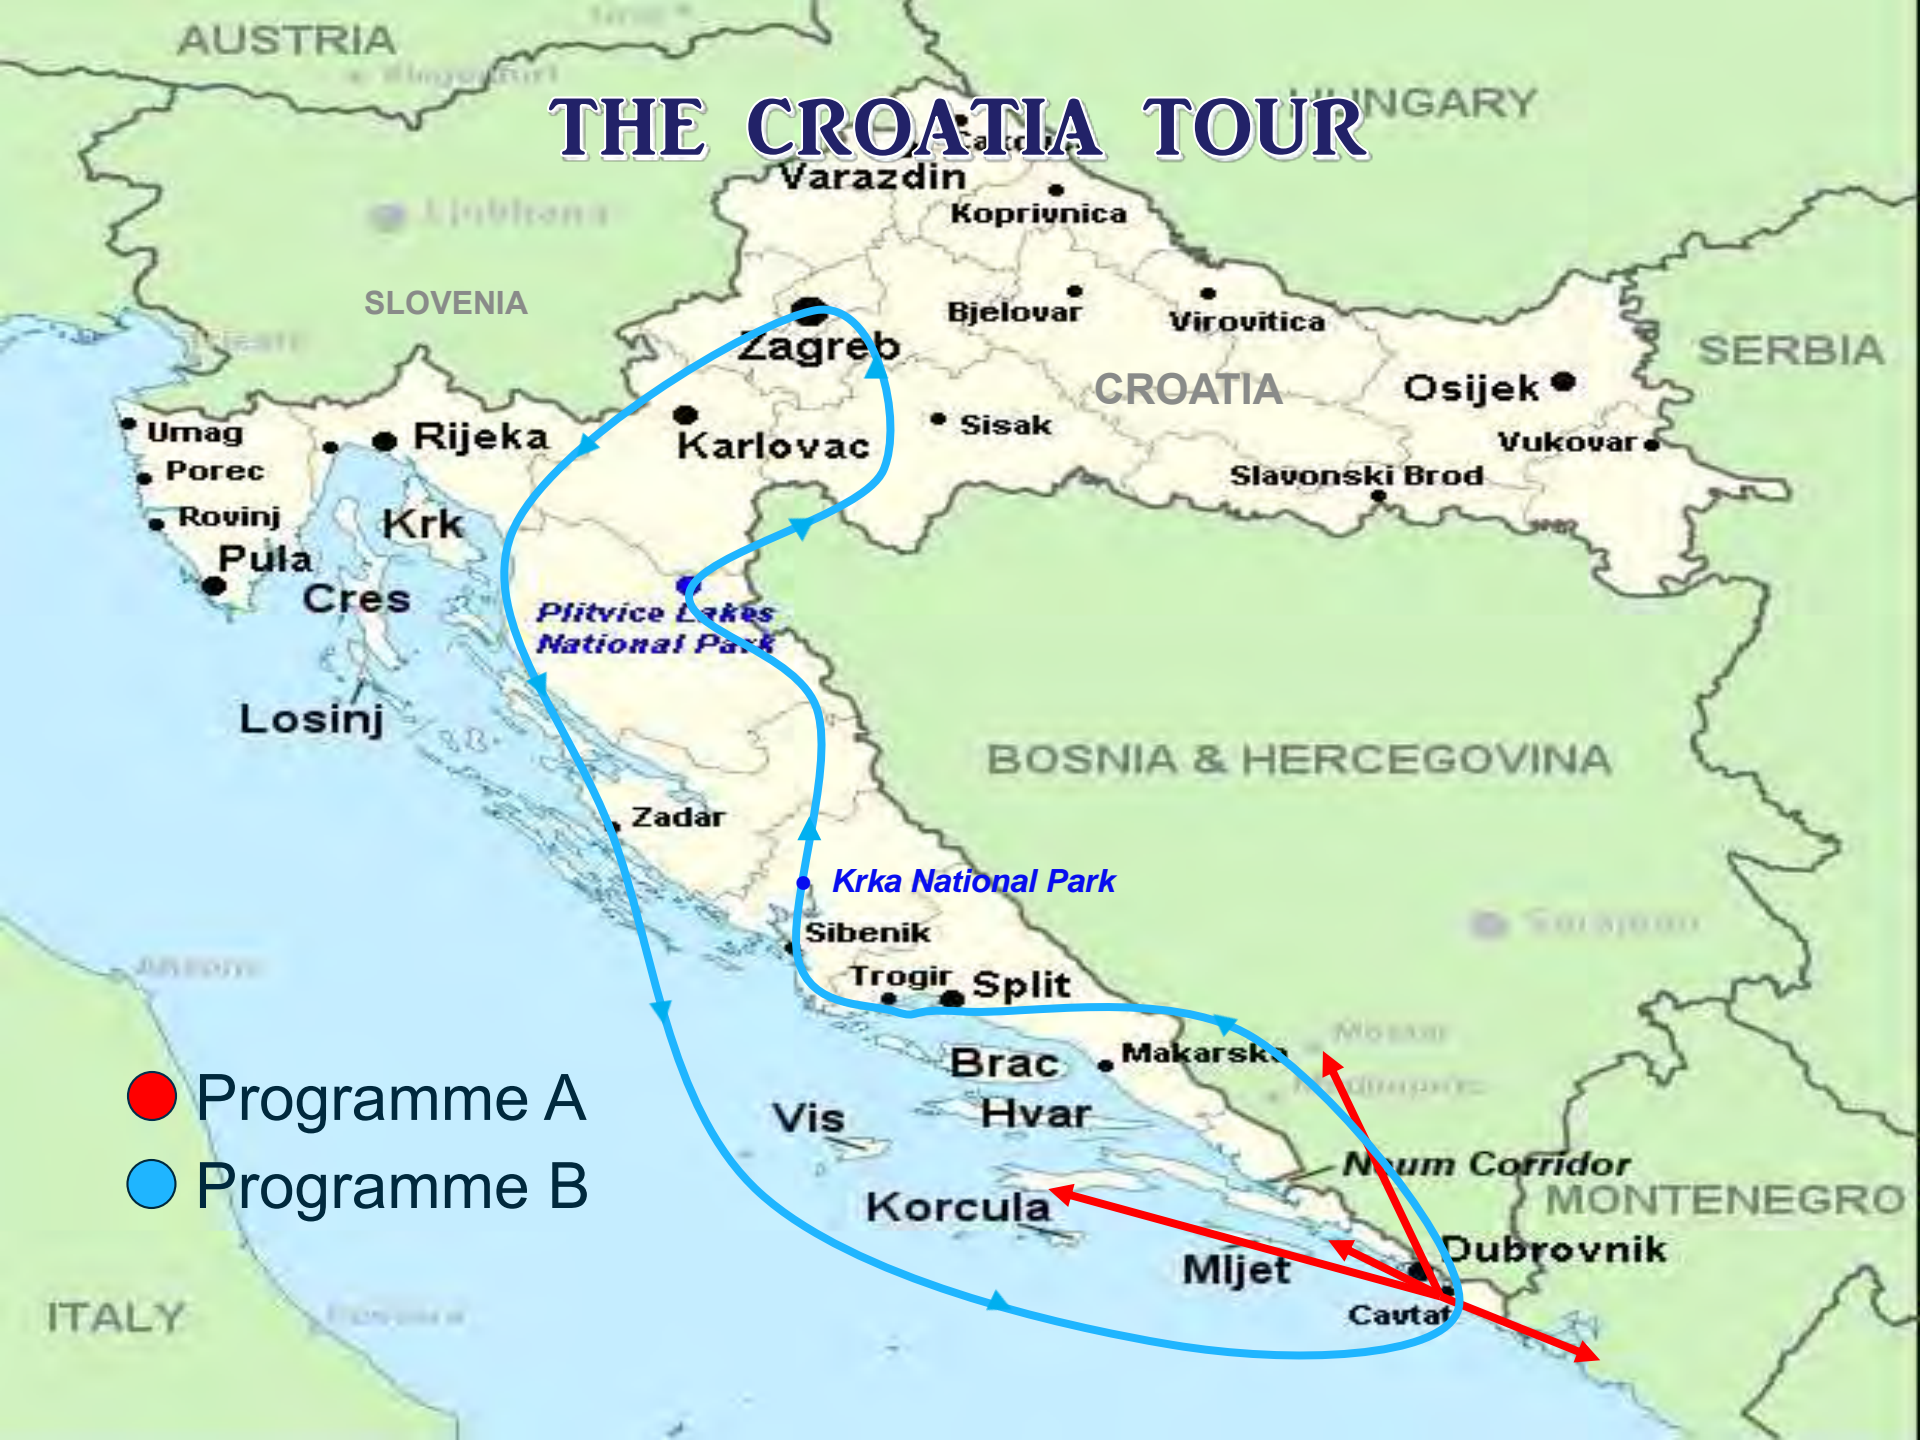 AUSTRIA
THE CROATIA TOUR
HUNGARY
Varazdin
Koprivnica
SLOVENIA
Zagreb
Bjelovar
Virovitica
SERBIA
CROATIA
Osijek
Umag
Rijeka
Karlovac
Sisak
Vukovar
Porec
Slavonski Brod
Rovinj
Krk
Pula
Cres
Plitvice Lakes
National Park
Losinj
BOSNIA & HERCEGOVINA
Zadar
Krka National Park
Sibenik
Trogir
Split
Brac
Makarska
Programme A
Vis
Hvar
Neum Corridor
Programme B
Korcula
MONTENEGRO
Mljet
Dubrovnik
ITALY
Cavtat